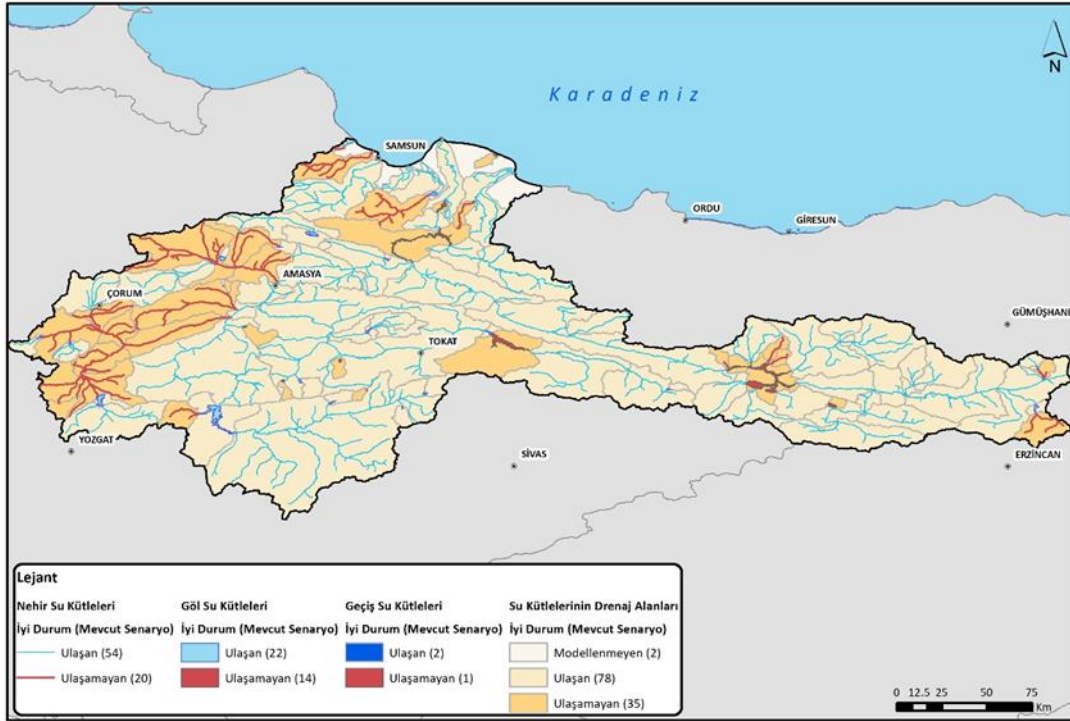 N
Karadeniz
SAMSUN
ORDU
GİRESUN
AMASYA
ÇORUM
GÜMÜŞHANE
TOKAT
YOZGAT
SİVAS
ERZİNCAN
Lejant
Nehir Su Kütleleri
İyi Durum (Mevcut Senaryo)
Ulaşan (54)
Ulaşamayan (20)
Göl Su Kütleleri
İyi Durum (Mevcut Senaryo)
Ulaşan (22)
Ulaşamayan (14)
Geçiş Su Kütleleri
İyi Durum (Mevcut Senaryo)
Ulaşan (2)
Ulaşamayan (1)
Su Kütlelerinin Drenaj Alanları
İyi Durum (Mevcut Senaryo)
Modellenmeyen (2)
Ulaşan (78)
Ulaşamayan (35)
0 12.5 25 50 75
Km